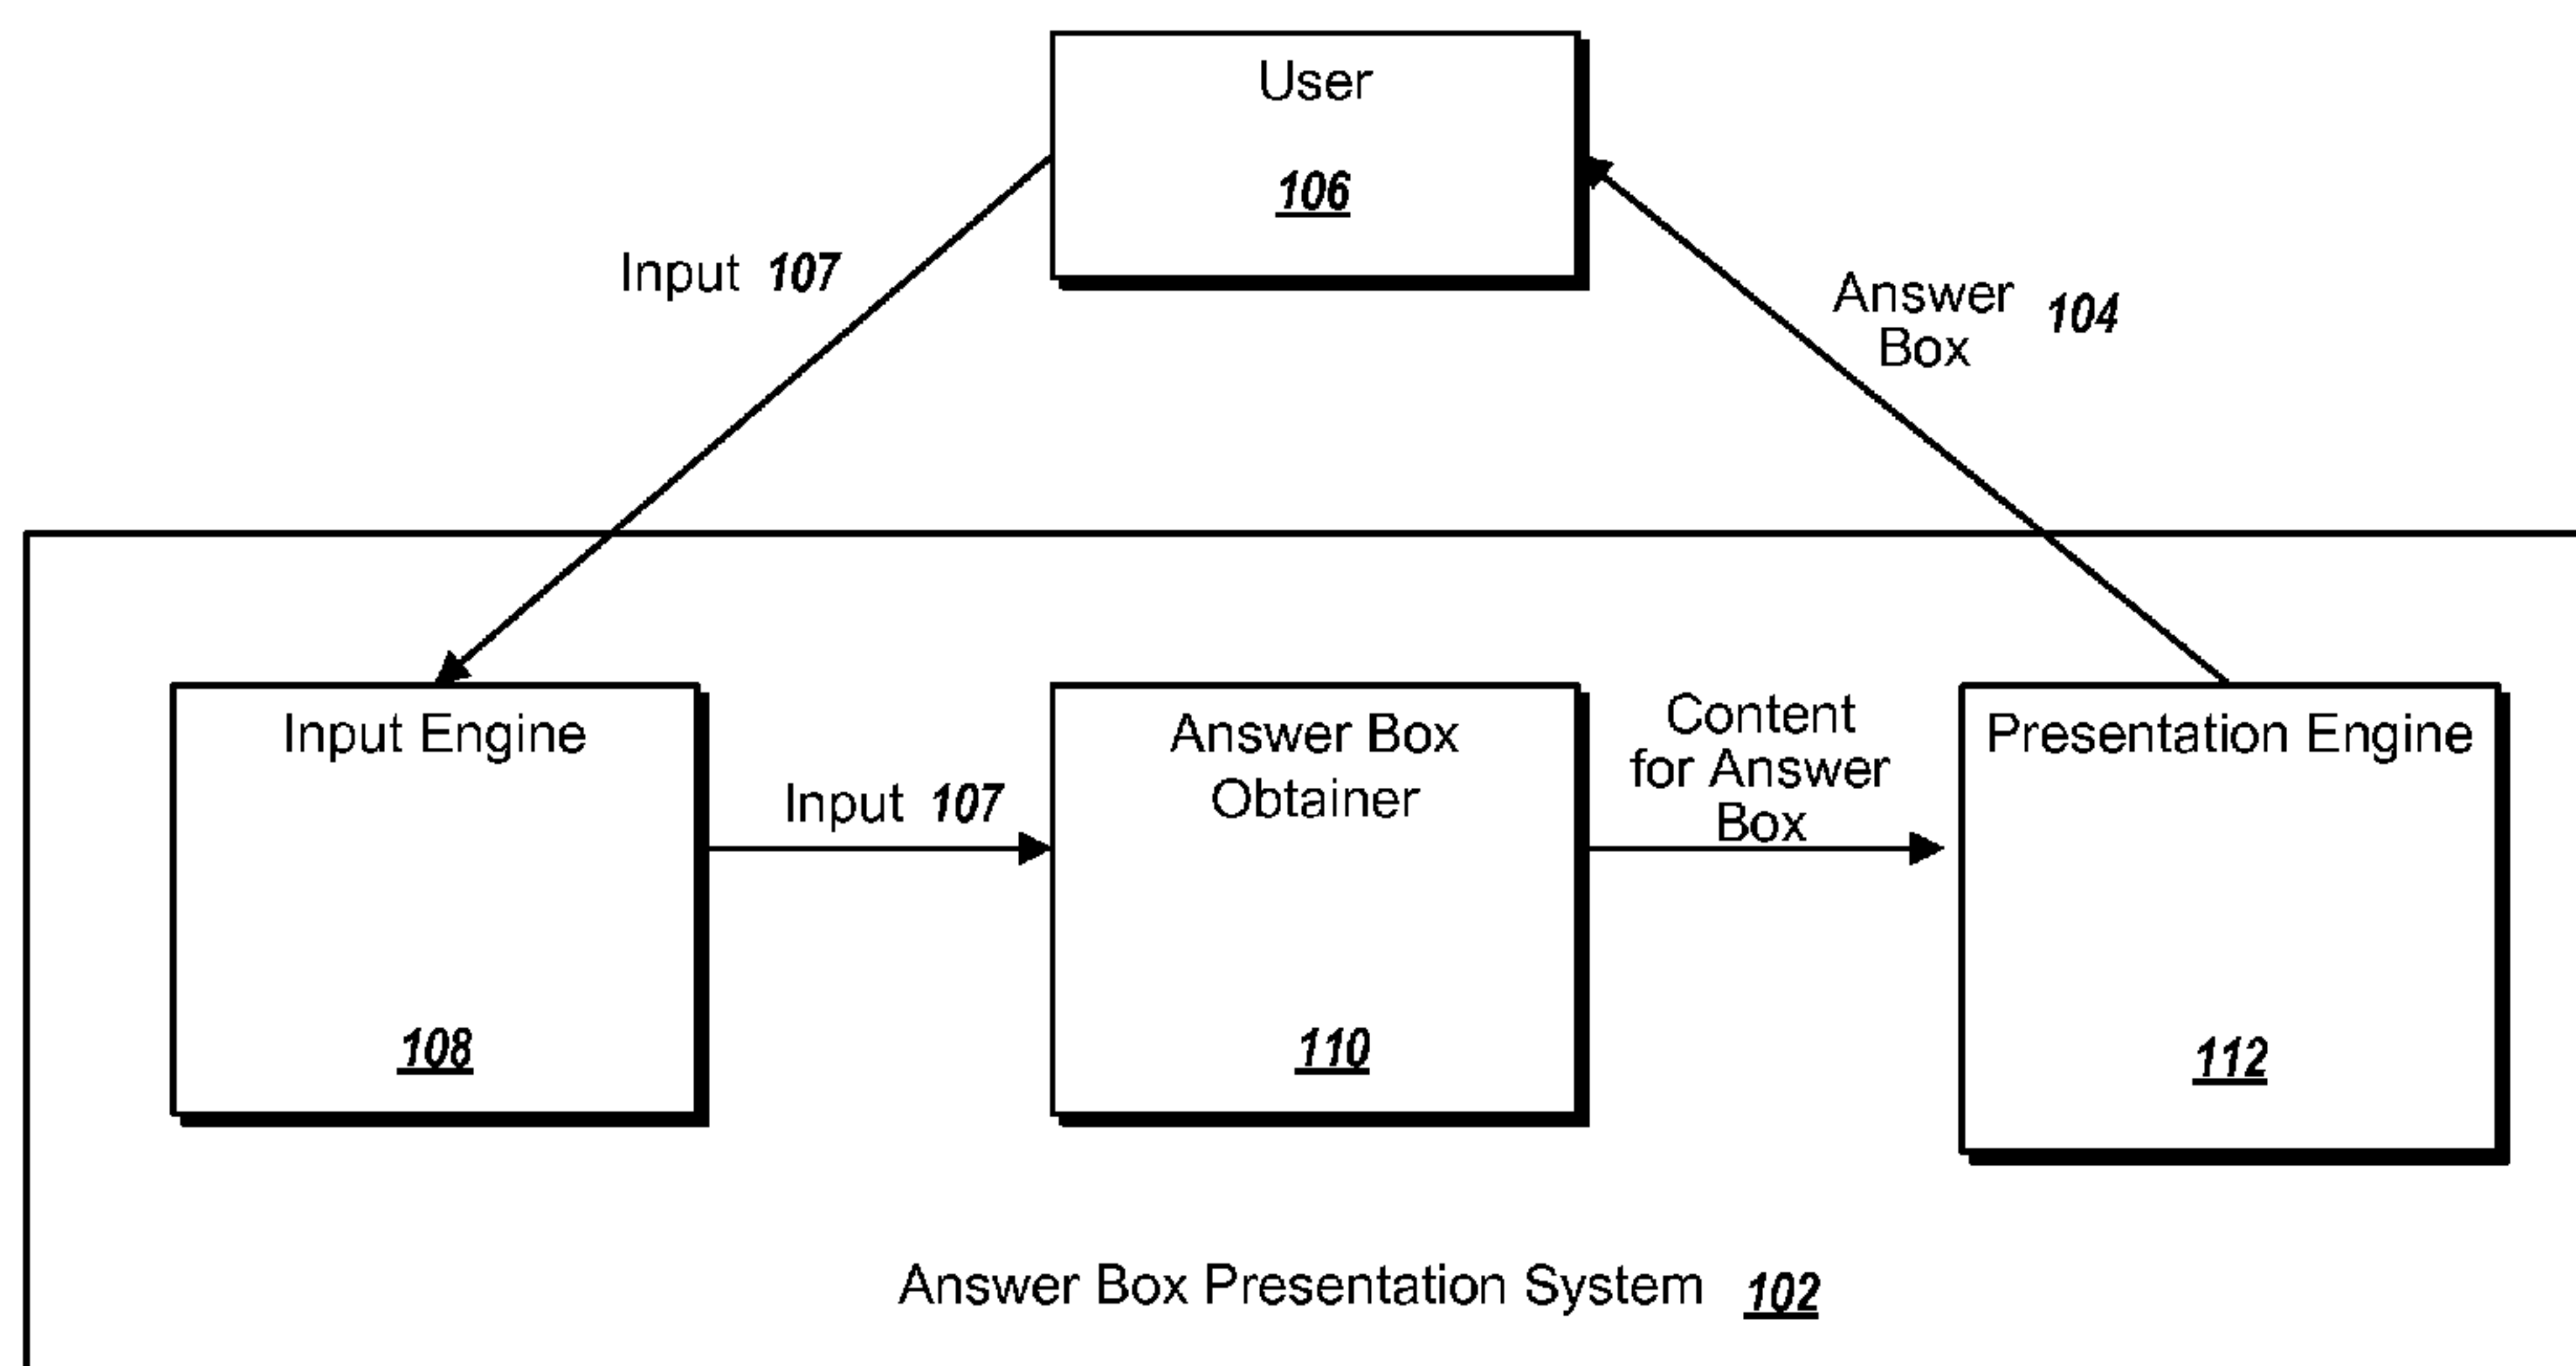 User
106
Input 107
Answer 104
Box
Input Engine
108
Input 107
Answer Box
Obtainer
110
Content
for Answer
Box
Presentation Engine
112
Answer Box Presentation System 102